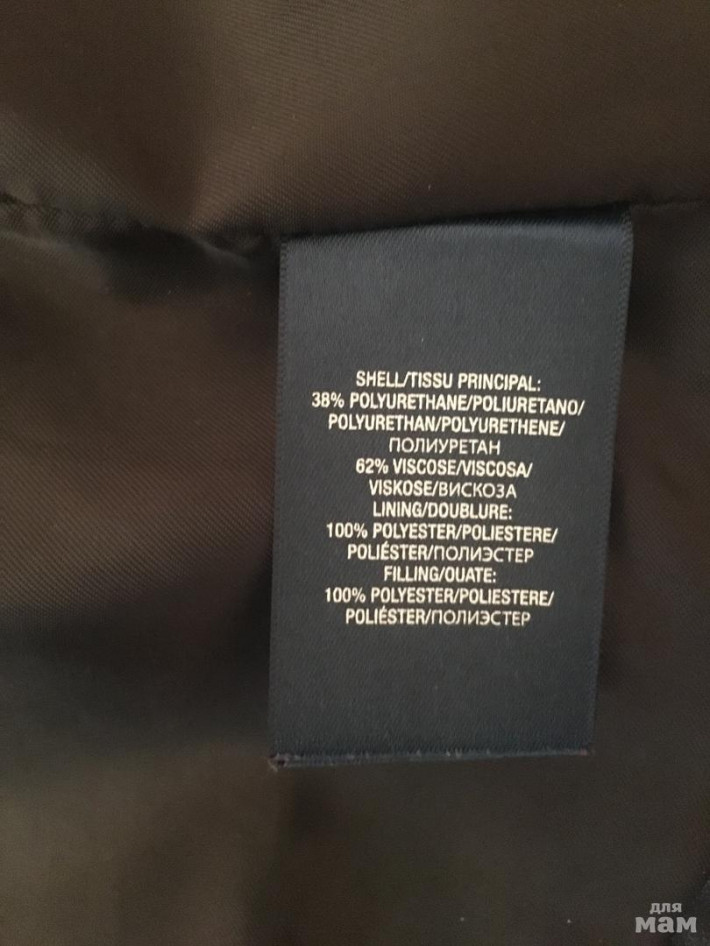 SHELL/TISSU PRINCIPAL:
38% POLYURETHANE/POLIURETANO/
POLYURETHAN/POLYURETHENE/
ПОЛИУРЕТАН
62% VISCOSE/VISCOSA/
VISKOSE/ВИСКОЗА
LINING/DOUBLURE:
100% POLYESTER/POLIESTERE/
POLIÉSTER/ПОЛИЭСТЕР
FILLING/OUATE:
100% POLYESTER/POLIESTERE/
POLIÉSTER/ПОЛИЭСТЕР
для
мам